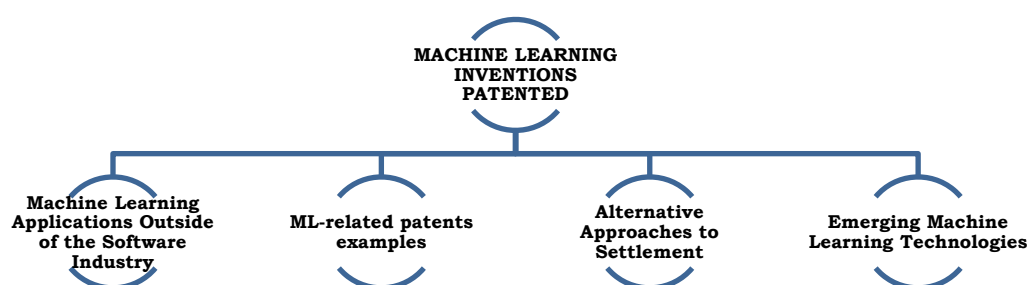 MACHINE LEARNING
INVENTIONS
PATENTED
Machine Learning
Applications Outside
of the Software
Industry
ML-related patents
examples
Alternative
Approaches to
Settlement
Emerging Machine
Learning Technologies